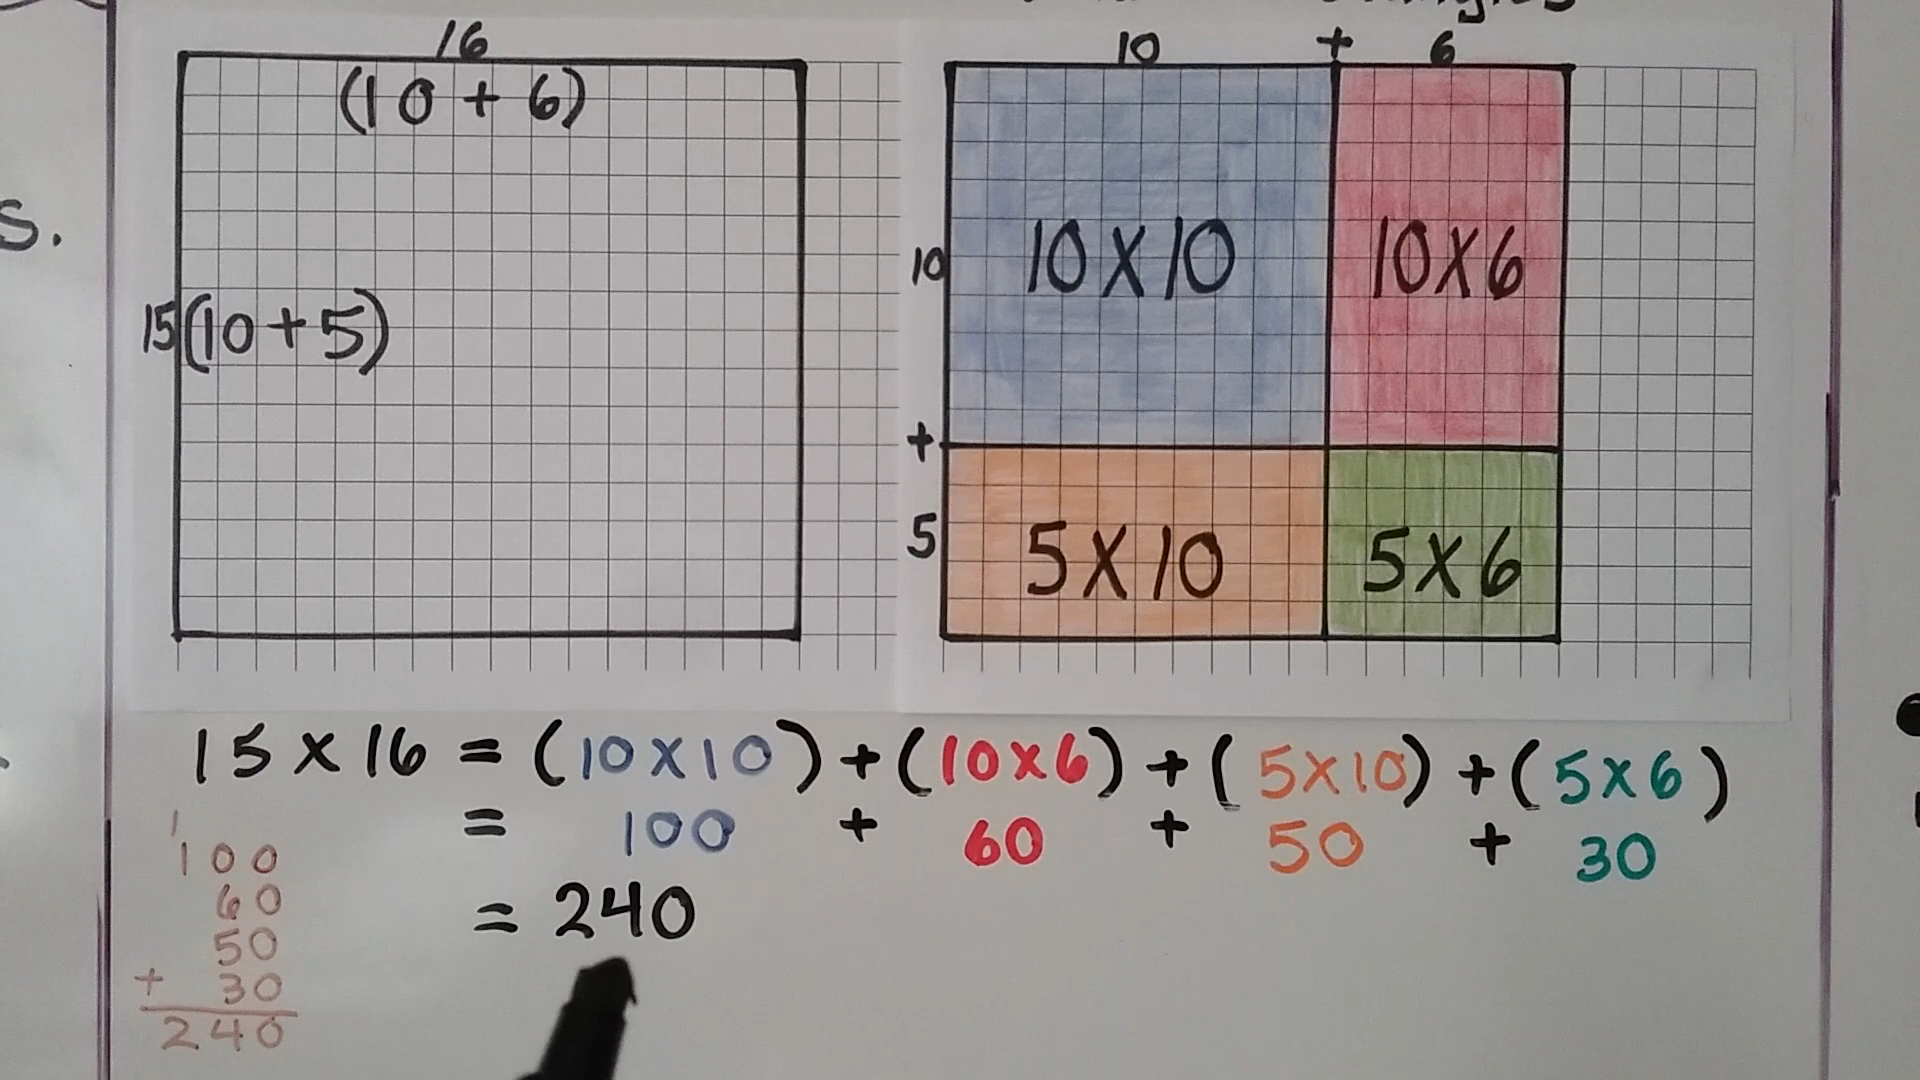 16
(10 + 6)
15 (10 + 5)
10 + 6
10
+
5
10 X 10
10 X 6
5 X 10
5 X 6
15 x 16 = (10 x 10) + (10 x 6) + (5 x 10) + (5 x 6)
= 100 + 60 + 50 + 30
= 240
1
100
60
50
+ 30
240
s.